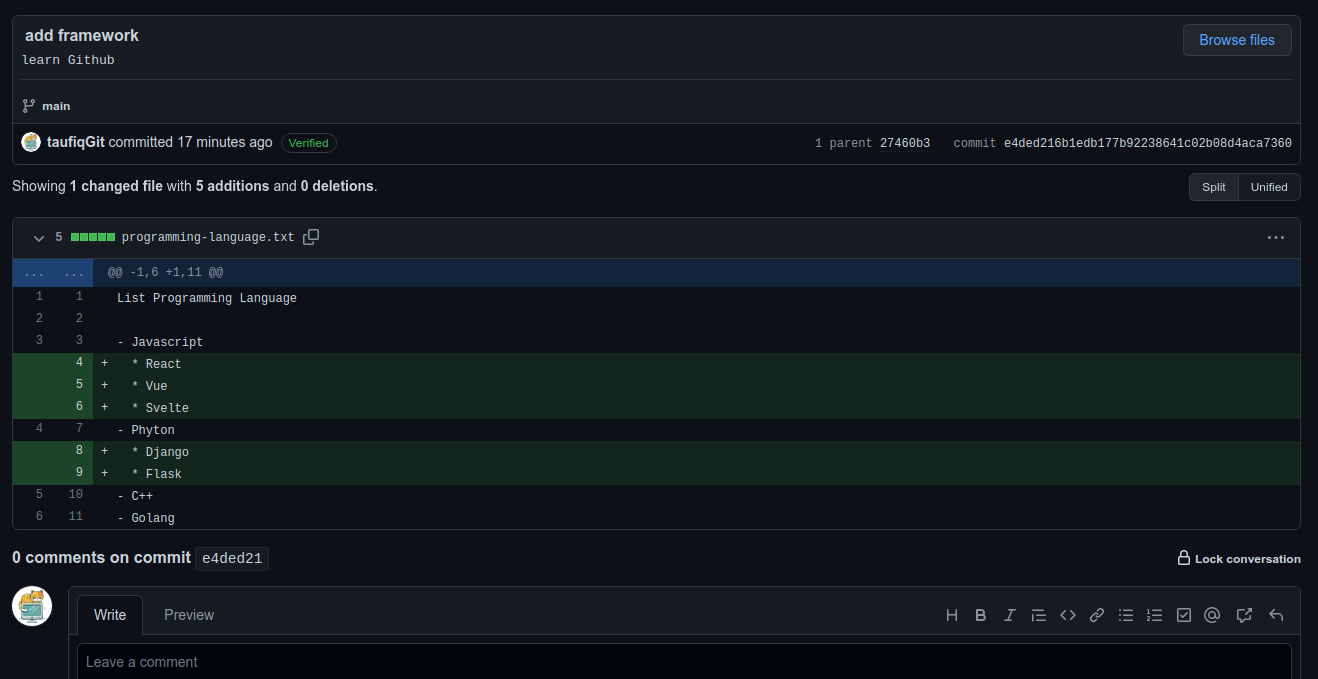 add framework
Browse files
learn Github
main
taufiqGit committed 17 minutes ago Verified 1 parent 27460b3 commit e4ded216b1edb177b92238641c02b08d4aca7360
Showing 1 changed file with 5 additions and 0 deletions.
Split Unified
5 programming-language.txt ...
... ... @@ -1,6 +1,11 @@
1 1 List Programming Language
2 2
3 3 - Javascript
4 + * React
5 + * Vue
6 + * Svelte
4 7 - Phyton
8 + * Django
9 + * Flask
5 10 - C++
6 11 - Golang
0 comments on commit e4ded21
Lock conversation
Write Preview
Leave a comment